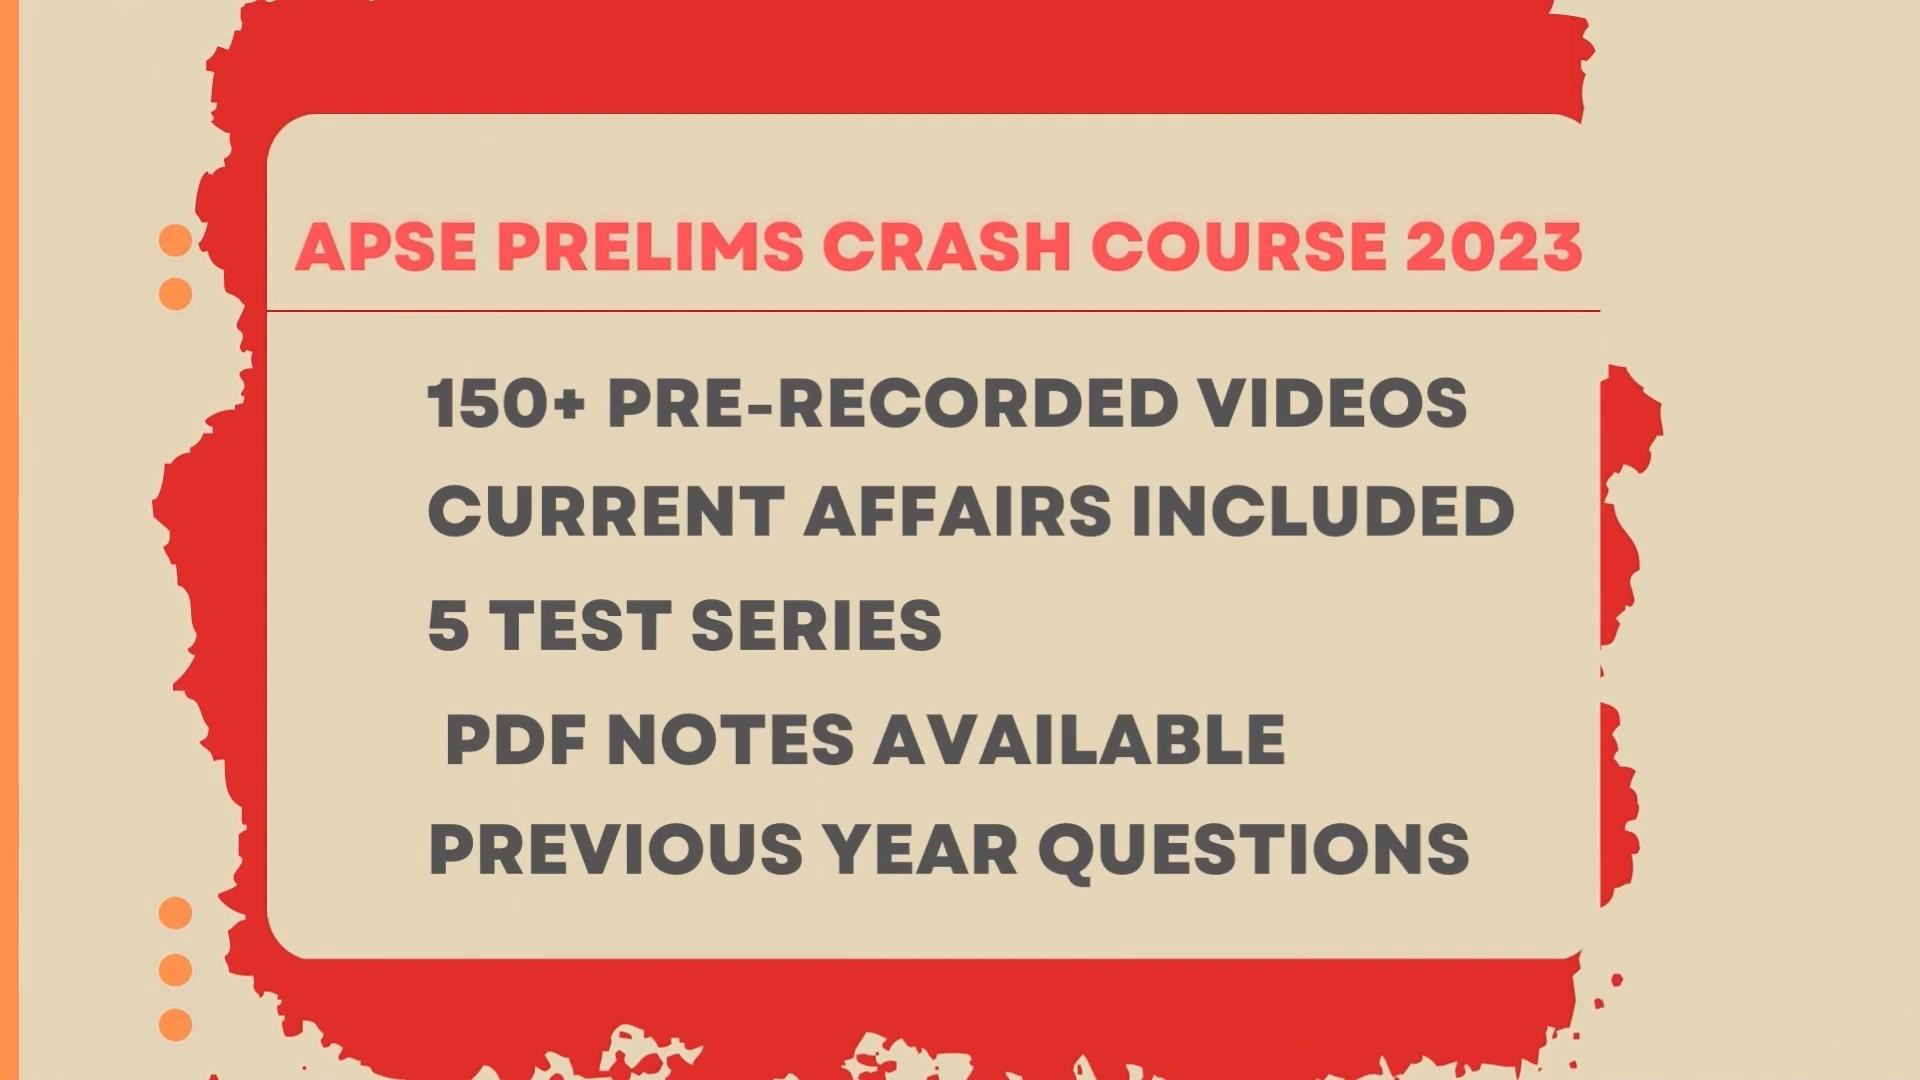 APSE PRELIMS CRASH COURSE 2023
150+ PRE-RECORDED VIDEOS
CURRENT AFFAIRS INCLUDED
5 TEST SERIES
PDF NOTES AVAILABLE
PREVIOUS YEAR QUESTIONS